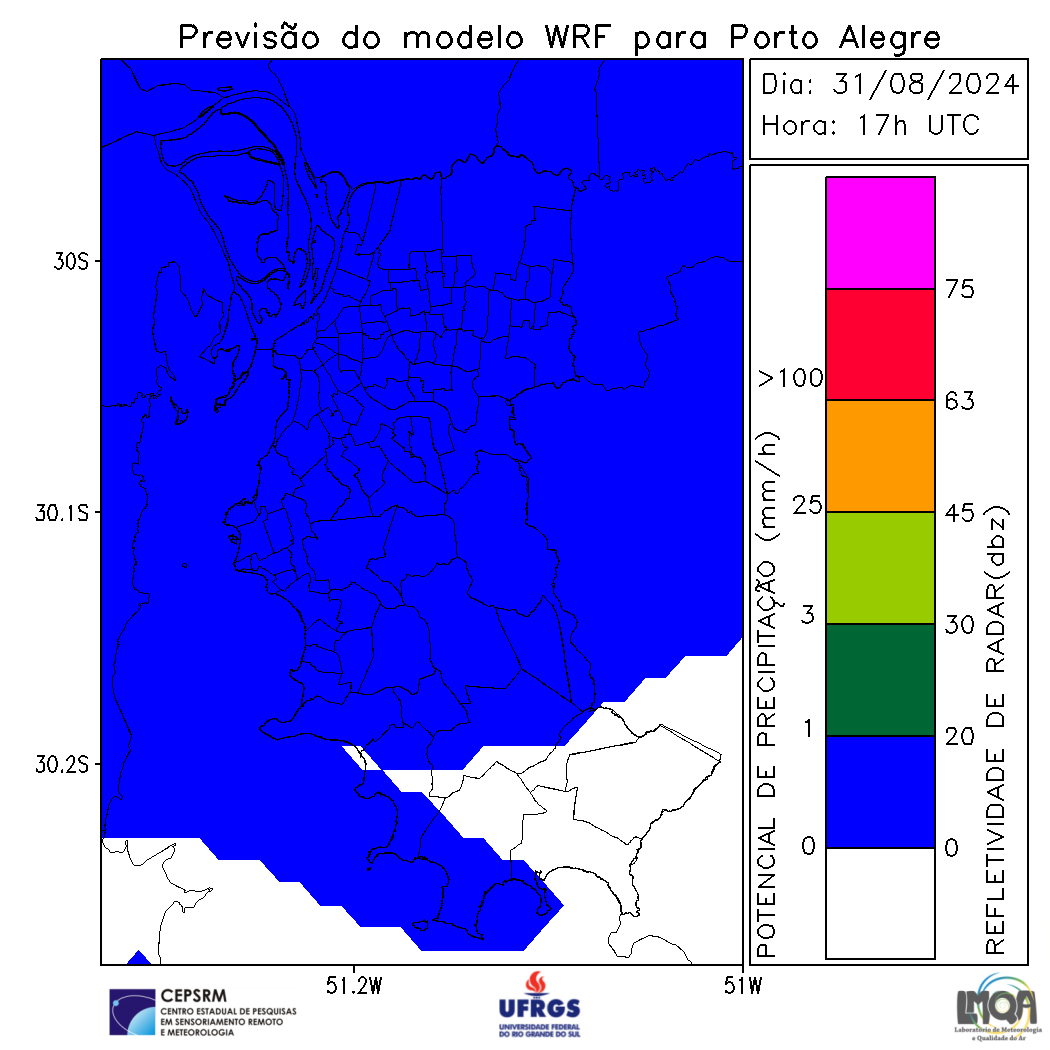 Previsão do modelo WRF para Porto Alegre
Dia: 31/08/2024
Hora: 17h UTC
30S
30.1S
30.2S
51.2W
51W
POTENCIAL DE PRECIPITAÇÃO (mm/h)
>100
25
3
1
0
75
63
45
30
20
0
REFLETIVIDADE DE RADAR(dbz)
CEPSRM
CENTRO ESTADUAL DE PESQUISAS
EM SENSORIAMENTO REMOTO
E METEOROLOGIA
UFRGS
UNIVERSIDADE FEDERAL
DO RIO GRANDE DO SUL
LMQA
Laboratório de Meteorologia
e Qualidade do Ar